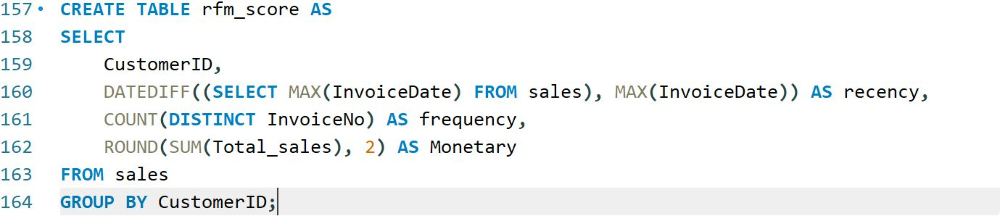 157 CREATE TABLE rfm_score AS
158 SELECT
159 CustomerID,
160 DATEDIFF((SELECT MAX(InvoiceDate) FROM sales), MAX(InvoiceDate)) AS recency,
161 COUNT(DISTINCT InvoiceNo) AS frequency,
162 ROUND(SUM(Total_sales), 2) AS Monetary
163 FROM sales
164 GROUP BY CustomerID;